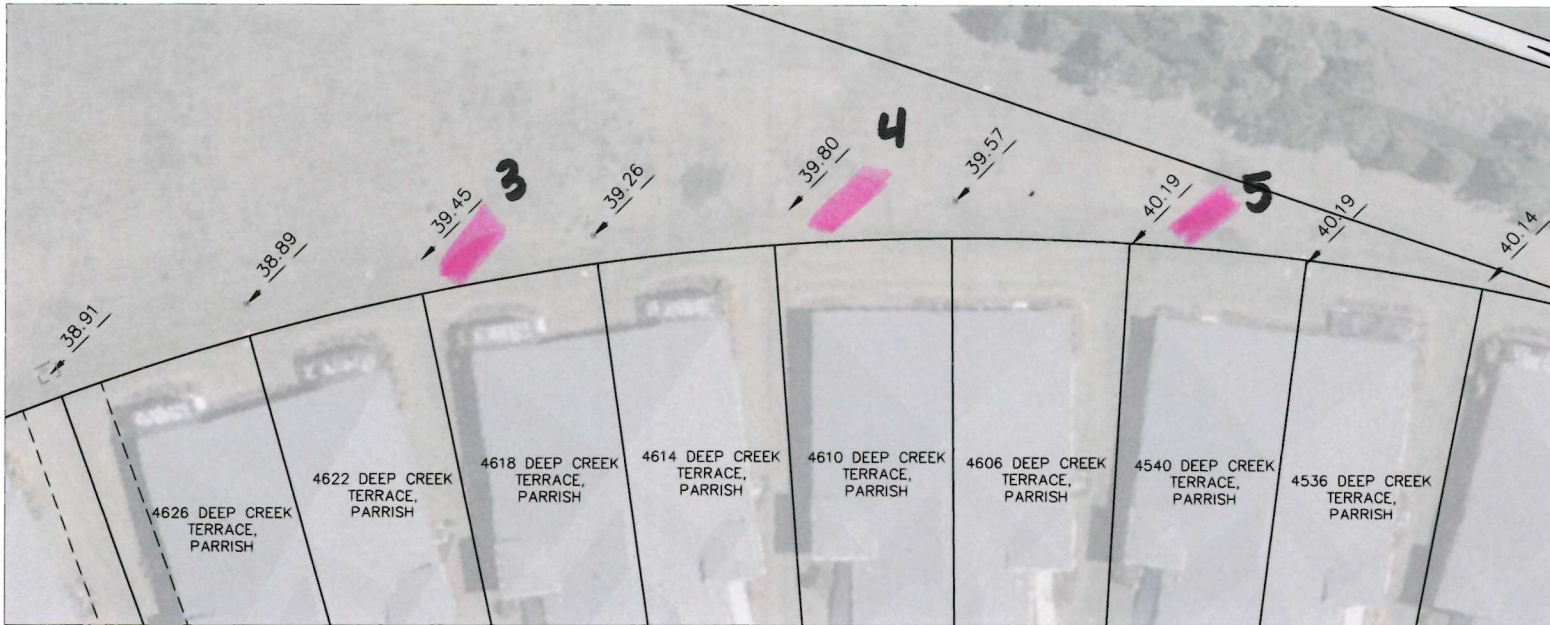 3
4
5
38.91
38.89
39.45
39.26
39.80
39.57
40.19
40.19
40.14
4626 DEEP CREEK
TERRACE,
PARRISH
4622 DEEP CREEK
TERRACE,
PARRISH
4618 DEEP CREEK
TERRACE,
PARRISH
4614 DEEP CREEK
TERRACE,
PARRISH
4610 DEEP CREEK
TERRACE,
PARRISH
4606 DEEP CREEK
TERRACE,
PARRISH
4540 DEEP CREEK
TERRACE,
PARRISH
4536 DEEP CREEK
TERRACE,
PARRISH